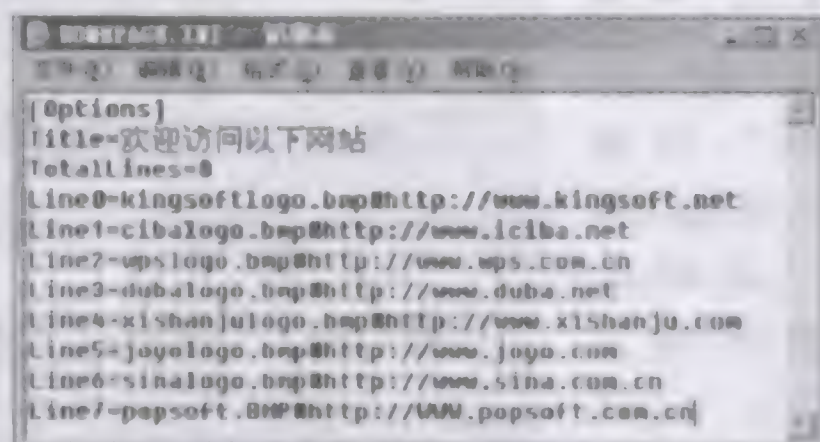 HOMEPAGE.INI
[Options]
Title=欢迎访问以下网站
TotalLines=8
Line0=kingsoftlogo.bmp@http://www.kingsoft.net
Line1=cibalogo.bmp@http://www.iciba.net
Line2=wpslogo.bmp@http://www.wps.com.cn
Line3=dubalogo.bmp@http://www.duba.net
Line4=xishanjulogo.bmp@http://www.xishanju.com
Line5=joyologo.bmp@http://www.joyo.com
Line6=sinalogo.bmp@http://www.sina.com.cn
Line7=popsoft.BMP@http://WWW.popsoft.com.cn